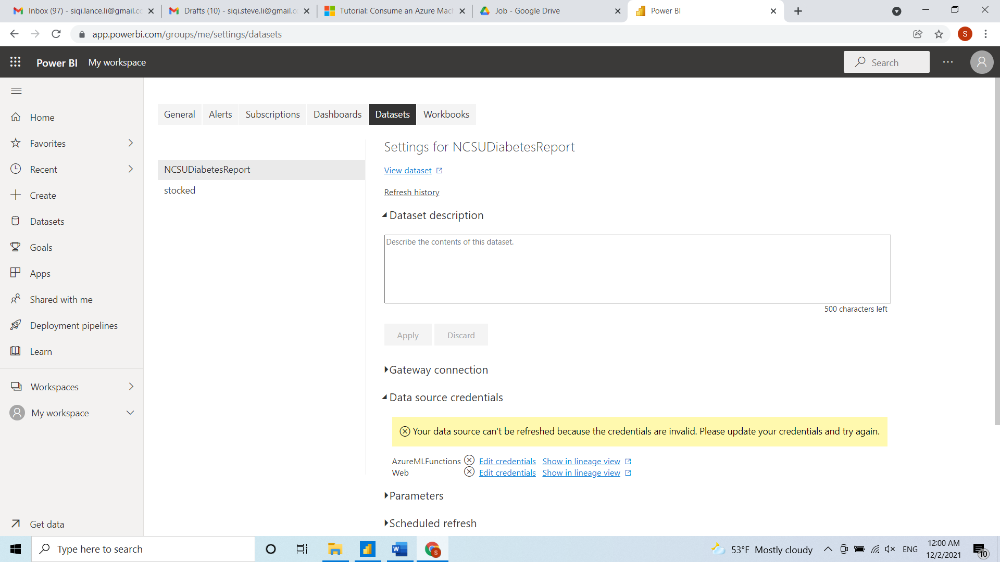 Inbox (97) - siqi.lance.li@gmail.co
Drafts (10) - siqi.steve.li@gmail.co
Tutorial: Consume an Azure Mac
Job - Google Drive
Power BI
app.powerbi.com/groups/me/settings/datasets
S
Power BI
My workspace
Search
Home
Favorites
Recent
Create
Datasets
Goals
Apps
Shared with me
Deployment pipelines
Learn
Workspaces
My workspace
Get data
General
Alerts
Subscriptions
Dashboards
Datasets
Workbooks
NCSUDiabetesReport
stocked
Settings for NCSUDiabetesReport
View dataset
Refresh history
Dataset description
Describe the contents of this dataset.
500 characters left
Apply
Discard
Gateway connection
Data source credentials
Your data source can't be refreshed because the credentials are invalid. Please update your credentials and try again.
AzureMLFunctions Edit credentials Show in lineage view
Web Edit credentials Show in lineage view
Parameters
Scheduled refresh
Type here to search
W
S
53°F Mostly cloudy
ENG
12:00 AM
12/2/2021
10